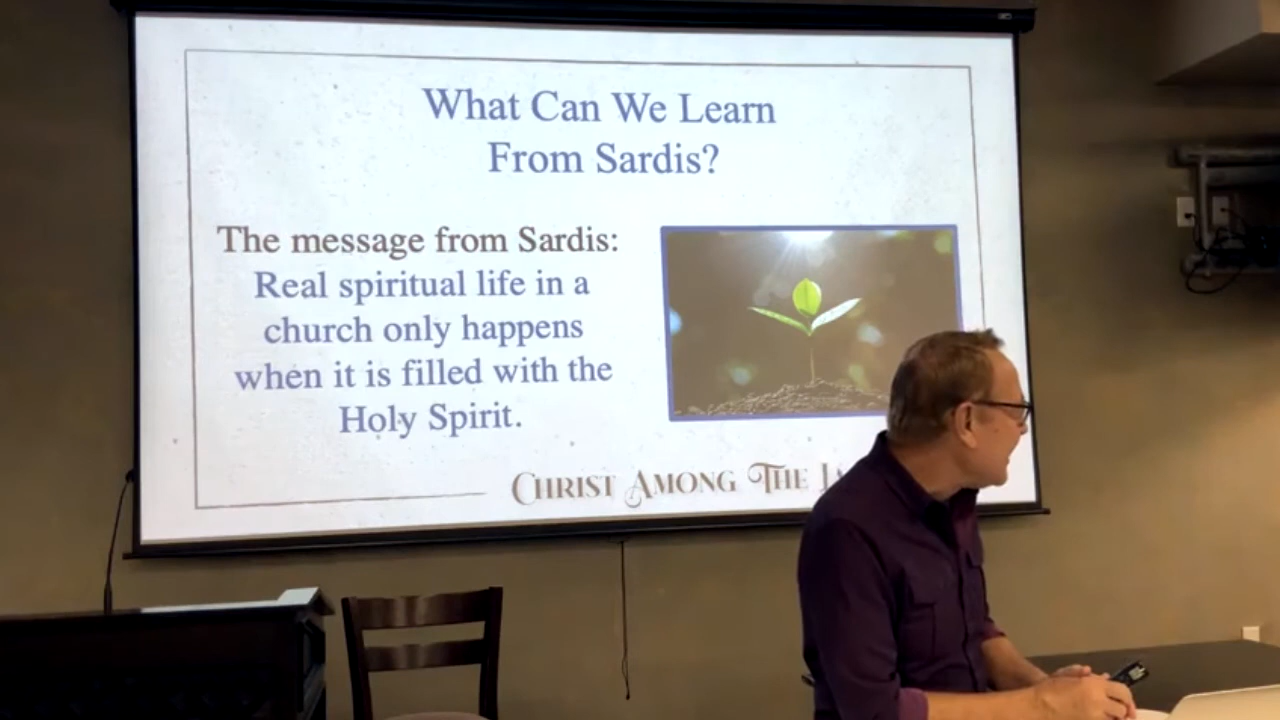 What Can We Learn
From Sardis?
The message from Sardis:
Real spiritual life in a
church only happens
when it is filled with the
Holy Spirit.
CHRIST AMONG THE